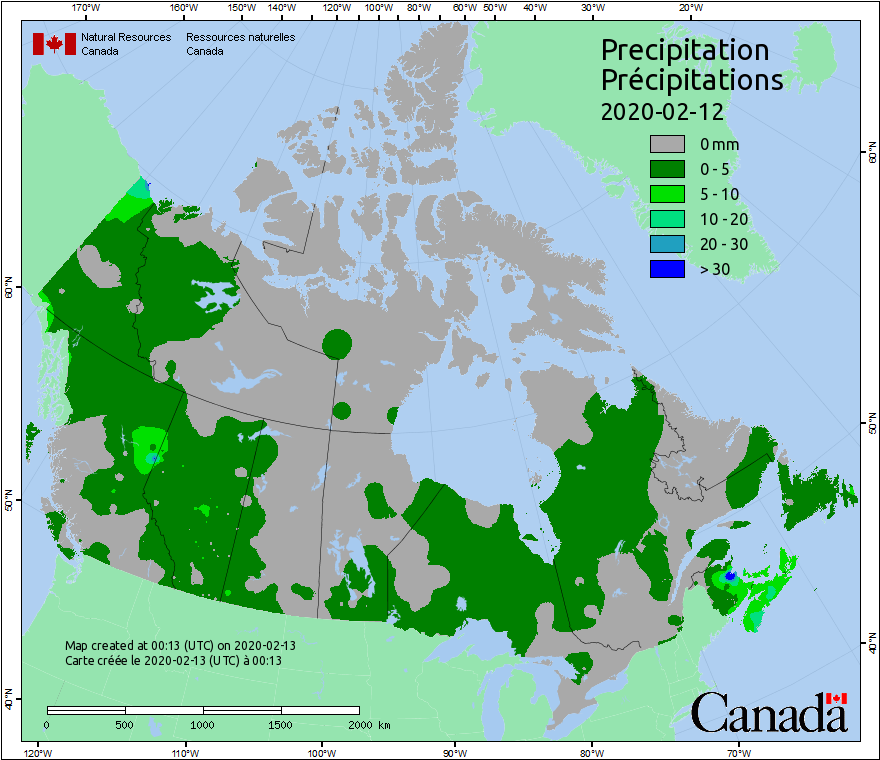 170°W 160°W 150°W 140°W 130°W 120°W 110°W 100°W 90°W 80°W 60°W 50°W 40°W 30°W 20°W
Natural Resources Canada
Ressources naturelles Canada
Precipitation
Précipitations
2020-02-12
0 mm
0 - 5
5 - 10
10 - 20
20 - 30
> 30
60°N
60°N
50°N
50°N
40°N
40°N
Map created at 00:13 (UTC) on 2020-02-13
Carte créée le 2020-02-13 (UTC) à 00:13
0 500 1000 1500 2000 km
Canada
120°W 110°W 100°W 90°W 80°W 70°W